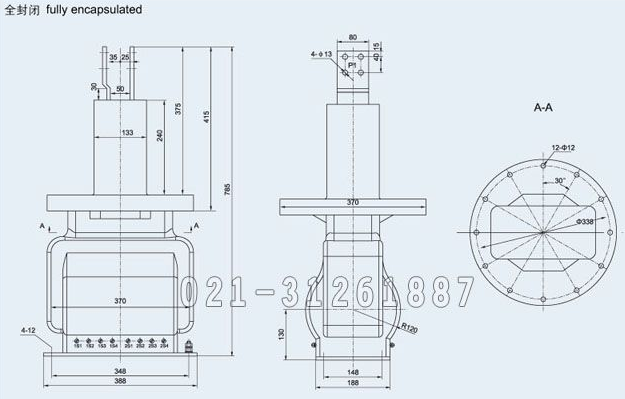 全封闭 fully encapsulated
35 25
30
50
133
240
375
415
785
A A
370
4-12
1S1 1S2 1S3 1S4 2S1 2S2 2S3 2S4
348
388
80
15
40
4-φ13
P1
370
130
R120
148
188
A-A
12-Φ12
30°
Φ338
021-31261887